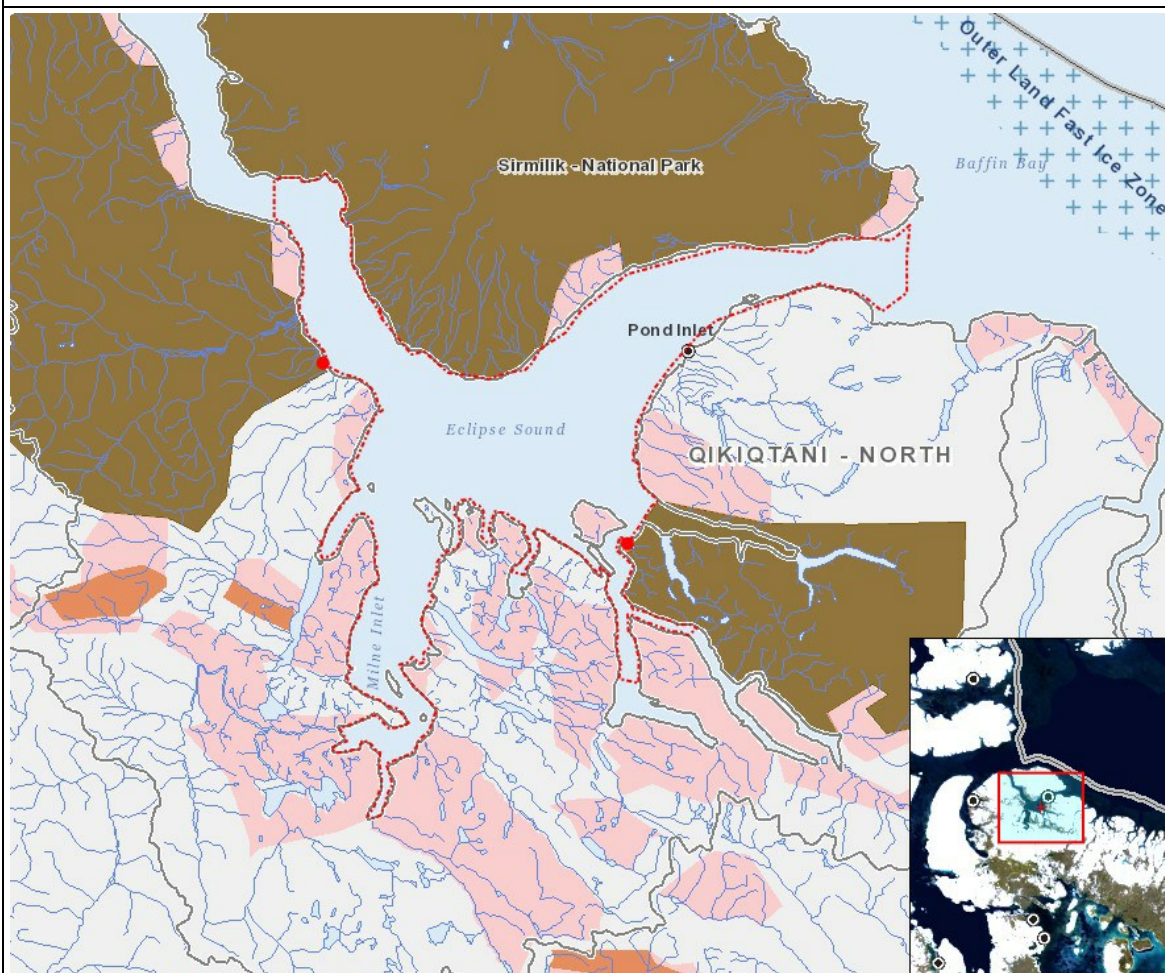 Outer Land Fast Ice Zone
Baffin Bay
Sirmilik - National Park
Pond Inlet
Eclipse Sound
QIKIQTANI - NORTH
Milne Inlet